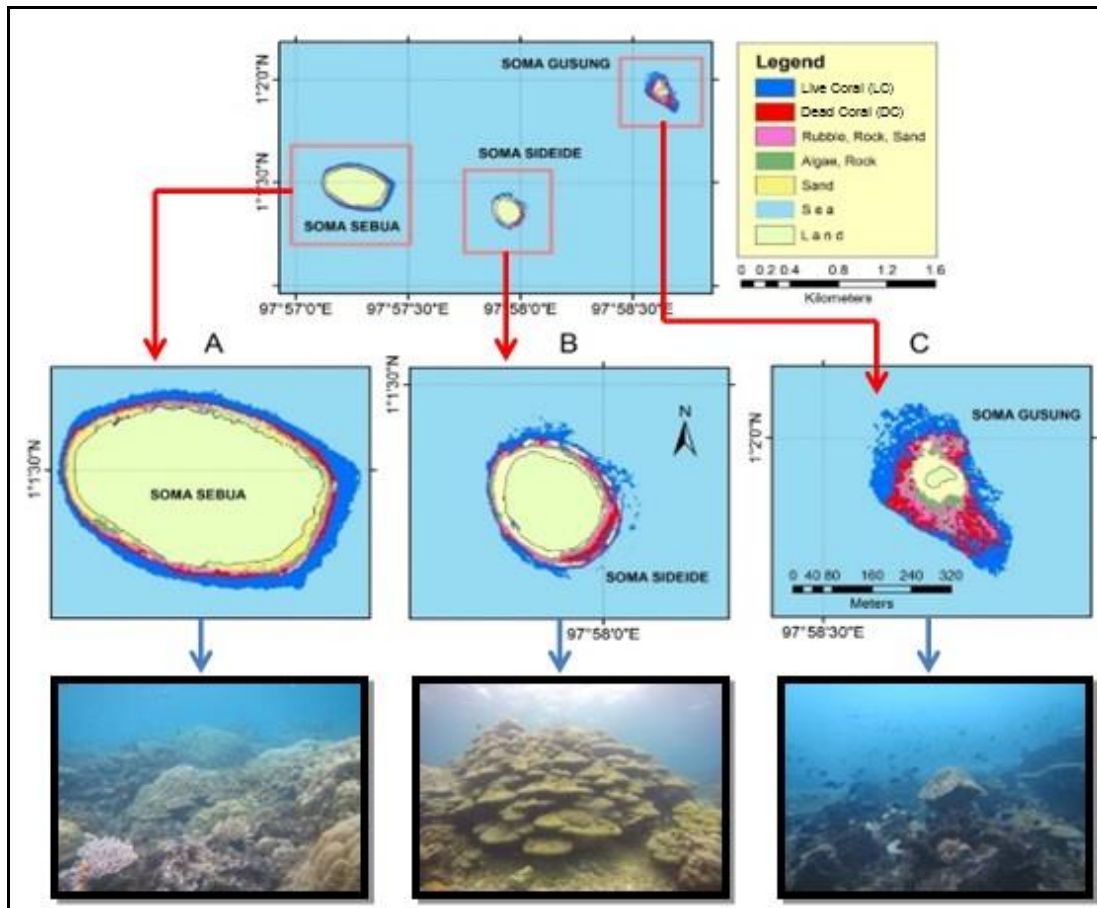 SOMA GUSUNG
SOMA SIDEIDE
SOMA SEBUA
1°2'0"N
1°1'30"N
97°57'0"E
97°57'30"E
97°58'0"E
97°58'30"E
Legend
Live Coral (LC)
Dead Coral (DC)
Rubble, Rock, Sand
Algae, Rock
Sand
S e a
L a n d
0 0.2 0.4 0.8 1.2 1.6
Kilometers
A
B
C
1°1'30"N
SOMA SEBUA
1°1'30"N
N
SOMA SIDEIDE
97°58'0"E
1°2'0"N
SOMA GUSUNG
0 40 80 160 240 320
Meters
97°58'30"E